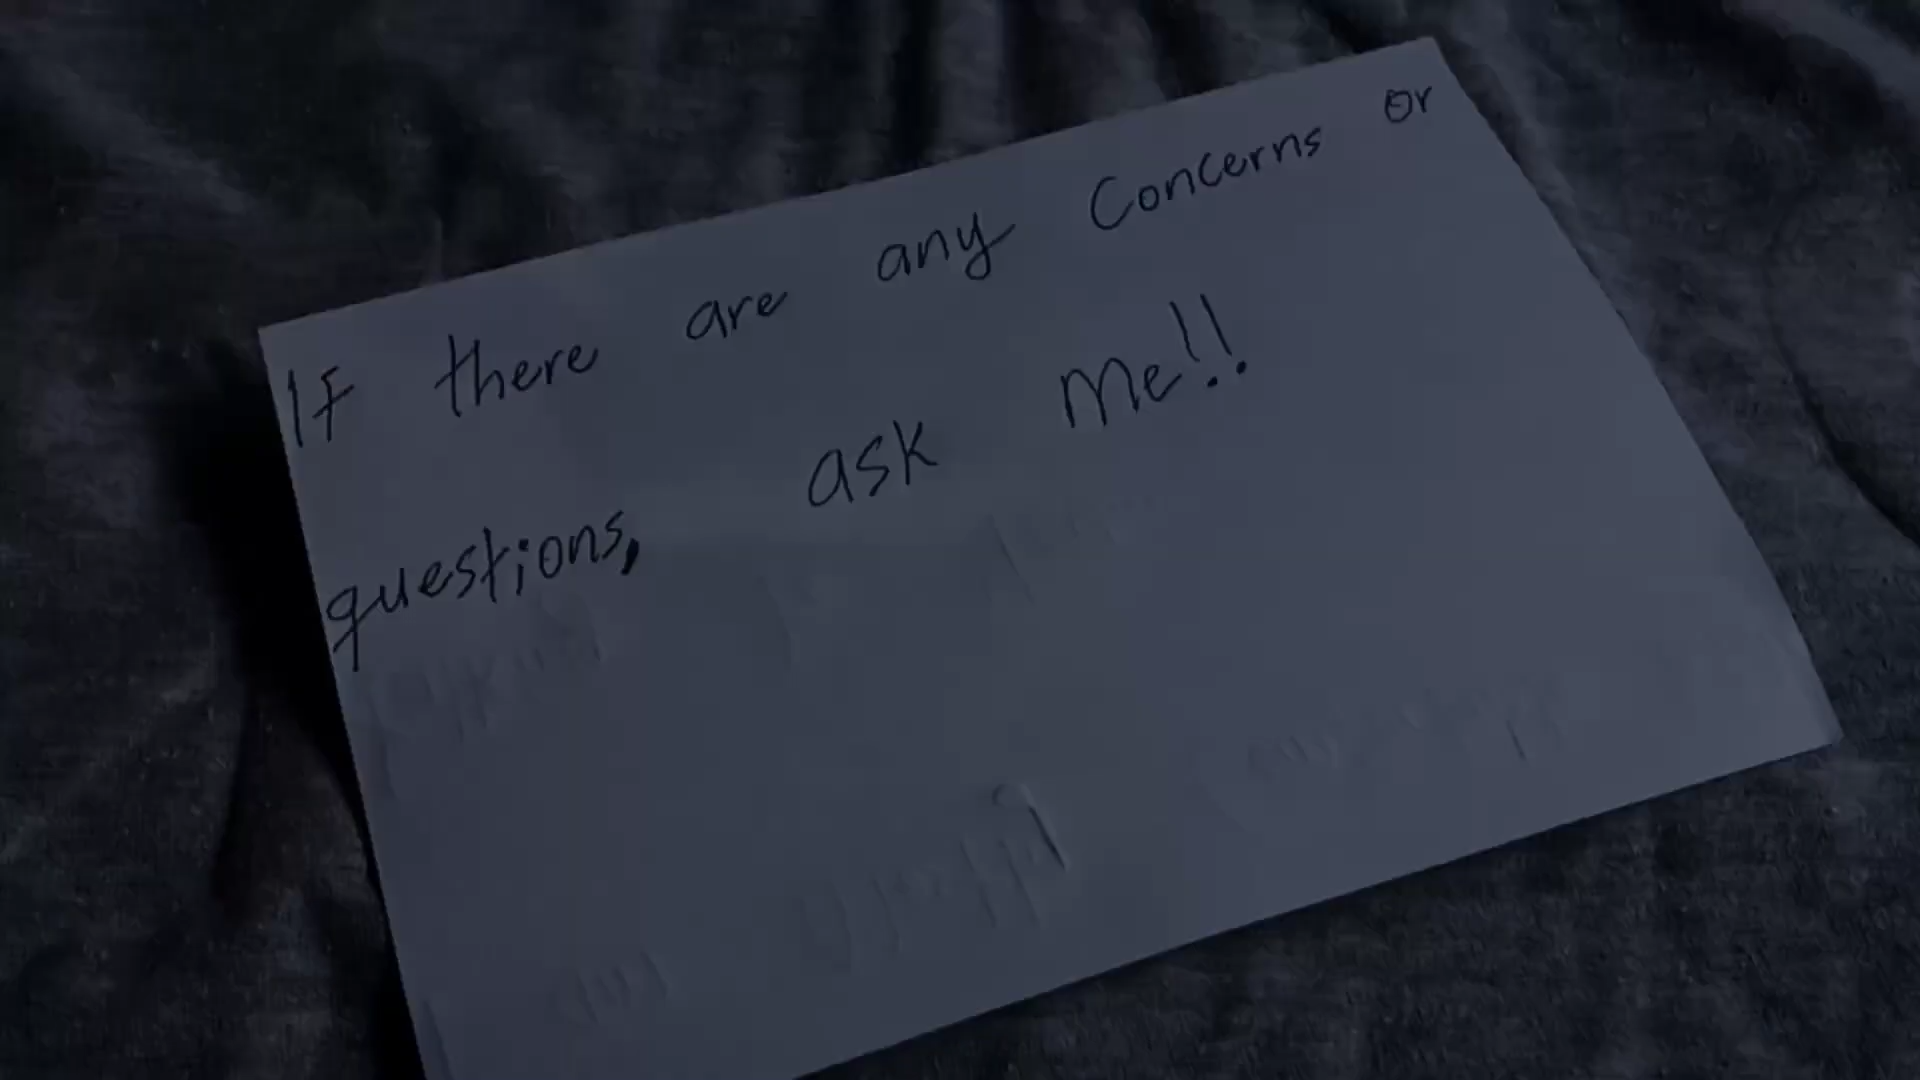 If there are any Concerns or
questions, ask Me!!